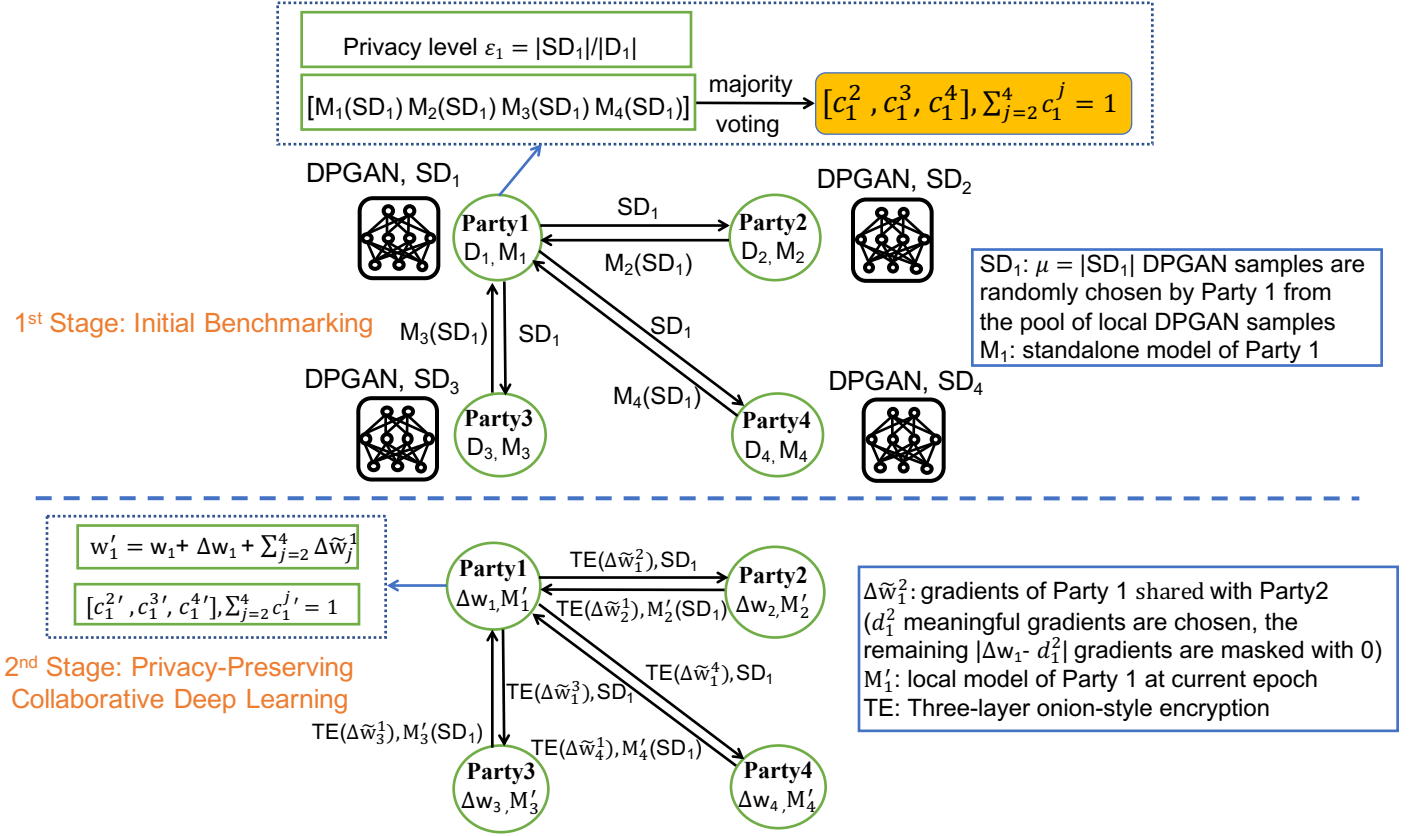 Privacy level ε₁ = |SD₁|/|D₁|
[M₁(SD₁) M₂(SD₁) M₃(SD₁) M₄(SD₁)]
majority
voting
[c₁², c₁³, c₁⁴], ∑⁴ⱼ₌₂ c₁ʲ = 1
DPGAN, SD₁
DPGAN, SD₂
Party1
D₁, M₁
SD₁
M₂(SD₁)
Party2
D₂, M₂
SD₁: μ = |SD₁| DPGAN samples are
randomly chosen by Party 1 from
the pool of local DPGAN samples
M₁: standalone model of Party 1
1ˢᵗ Stage: Initial Benchmarking
M₃(SD₁)
SD₁
SD₁
M₄(SD₁)
DPGAN, SD₃
DPGAN, SD₄
Party3
D₃, M₃
Party4
D₄, M₄
w₁′ = w₁+ Δw₁ + ∑⁴ⱼ₌₂ Δw̃ⱼ¹
[c₁²′, c₁³′, c₁⁴′], ∑⁴ⱼ₌₂ c₁ʲ′ = 1
Party1
Δw₁, M₁′
TE(Δw̃₁²), SD₁
TE(Δw̃₂¹), M₂′(SD₁)
Party2
Δw₂, M₂′
Δw̃₁²: gradients of Party 1 shared with Party2
(d₁² meaningful gradients are chosen, the
remaining |Δw₁- d₁²| gradients are masked with 0)
M₁′: local model of Party 1 at current epoch
TE: Three-layer onion-style encryption
2ⁿᵈ Stage: Privacy-Preserving
Collaborative Deep Learning
TE(Δw̃₁³), SD₁
TE(Δw̃₁⁴), SD₁
TE(Δw̃₃¹), M₃′(SD₁)
TE(Δw̃₄¹), M₄′(SD₁)
Party3
Δw₃, M₃′
Party4
Δw₄, M₄′